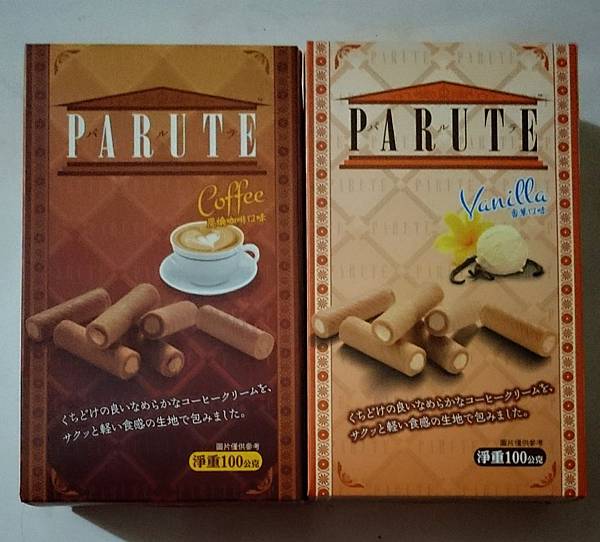 PARUTE
パルテ
Coffee
炭燒咖啡口味
くちどけの良いなめらかなコーヒークリームを、
サクッと軽い食感の生地で包みました。
圖片僅供參考
淨重100公克
PARUTE
PARUTE
パルテ
Vanilla
香草口味
くちどけの良いなめらかなコーヒークリームを、
サクッと軽い食感の生地で包みました。
圖片僅供參考
淨重100公克